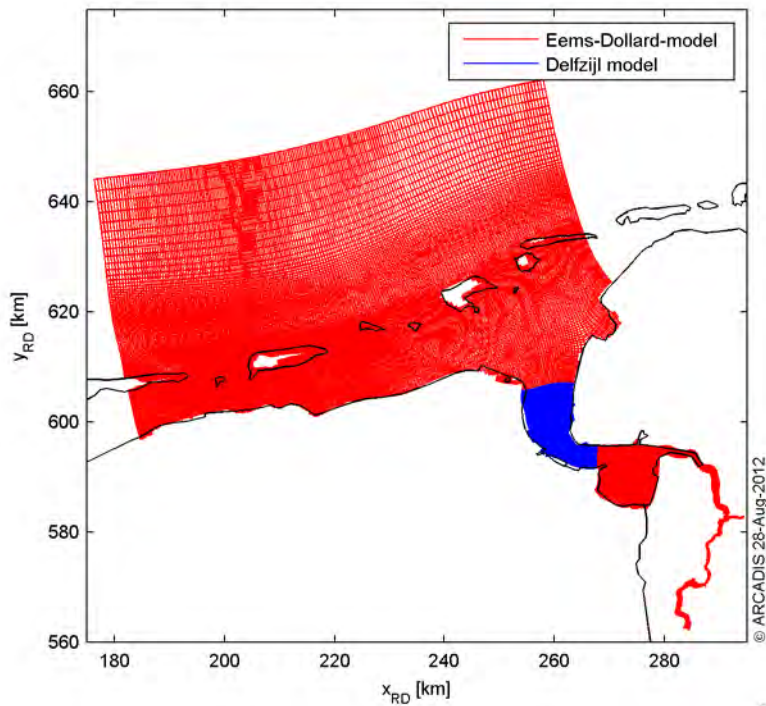 Eems-Dollard-model
Delfzijl model
660
640
620
600
580
560
y_RD [km]
180
200
220
240
260
280
x_RD [km]
© ARCADIS 28-Aug-2012